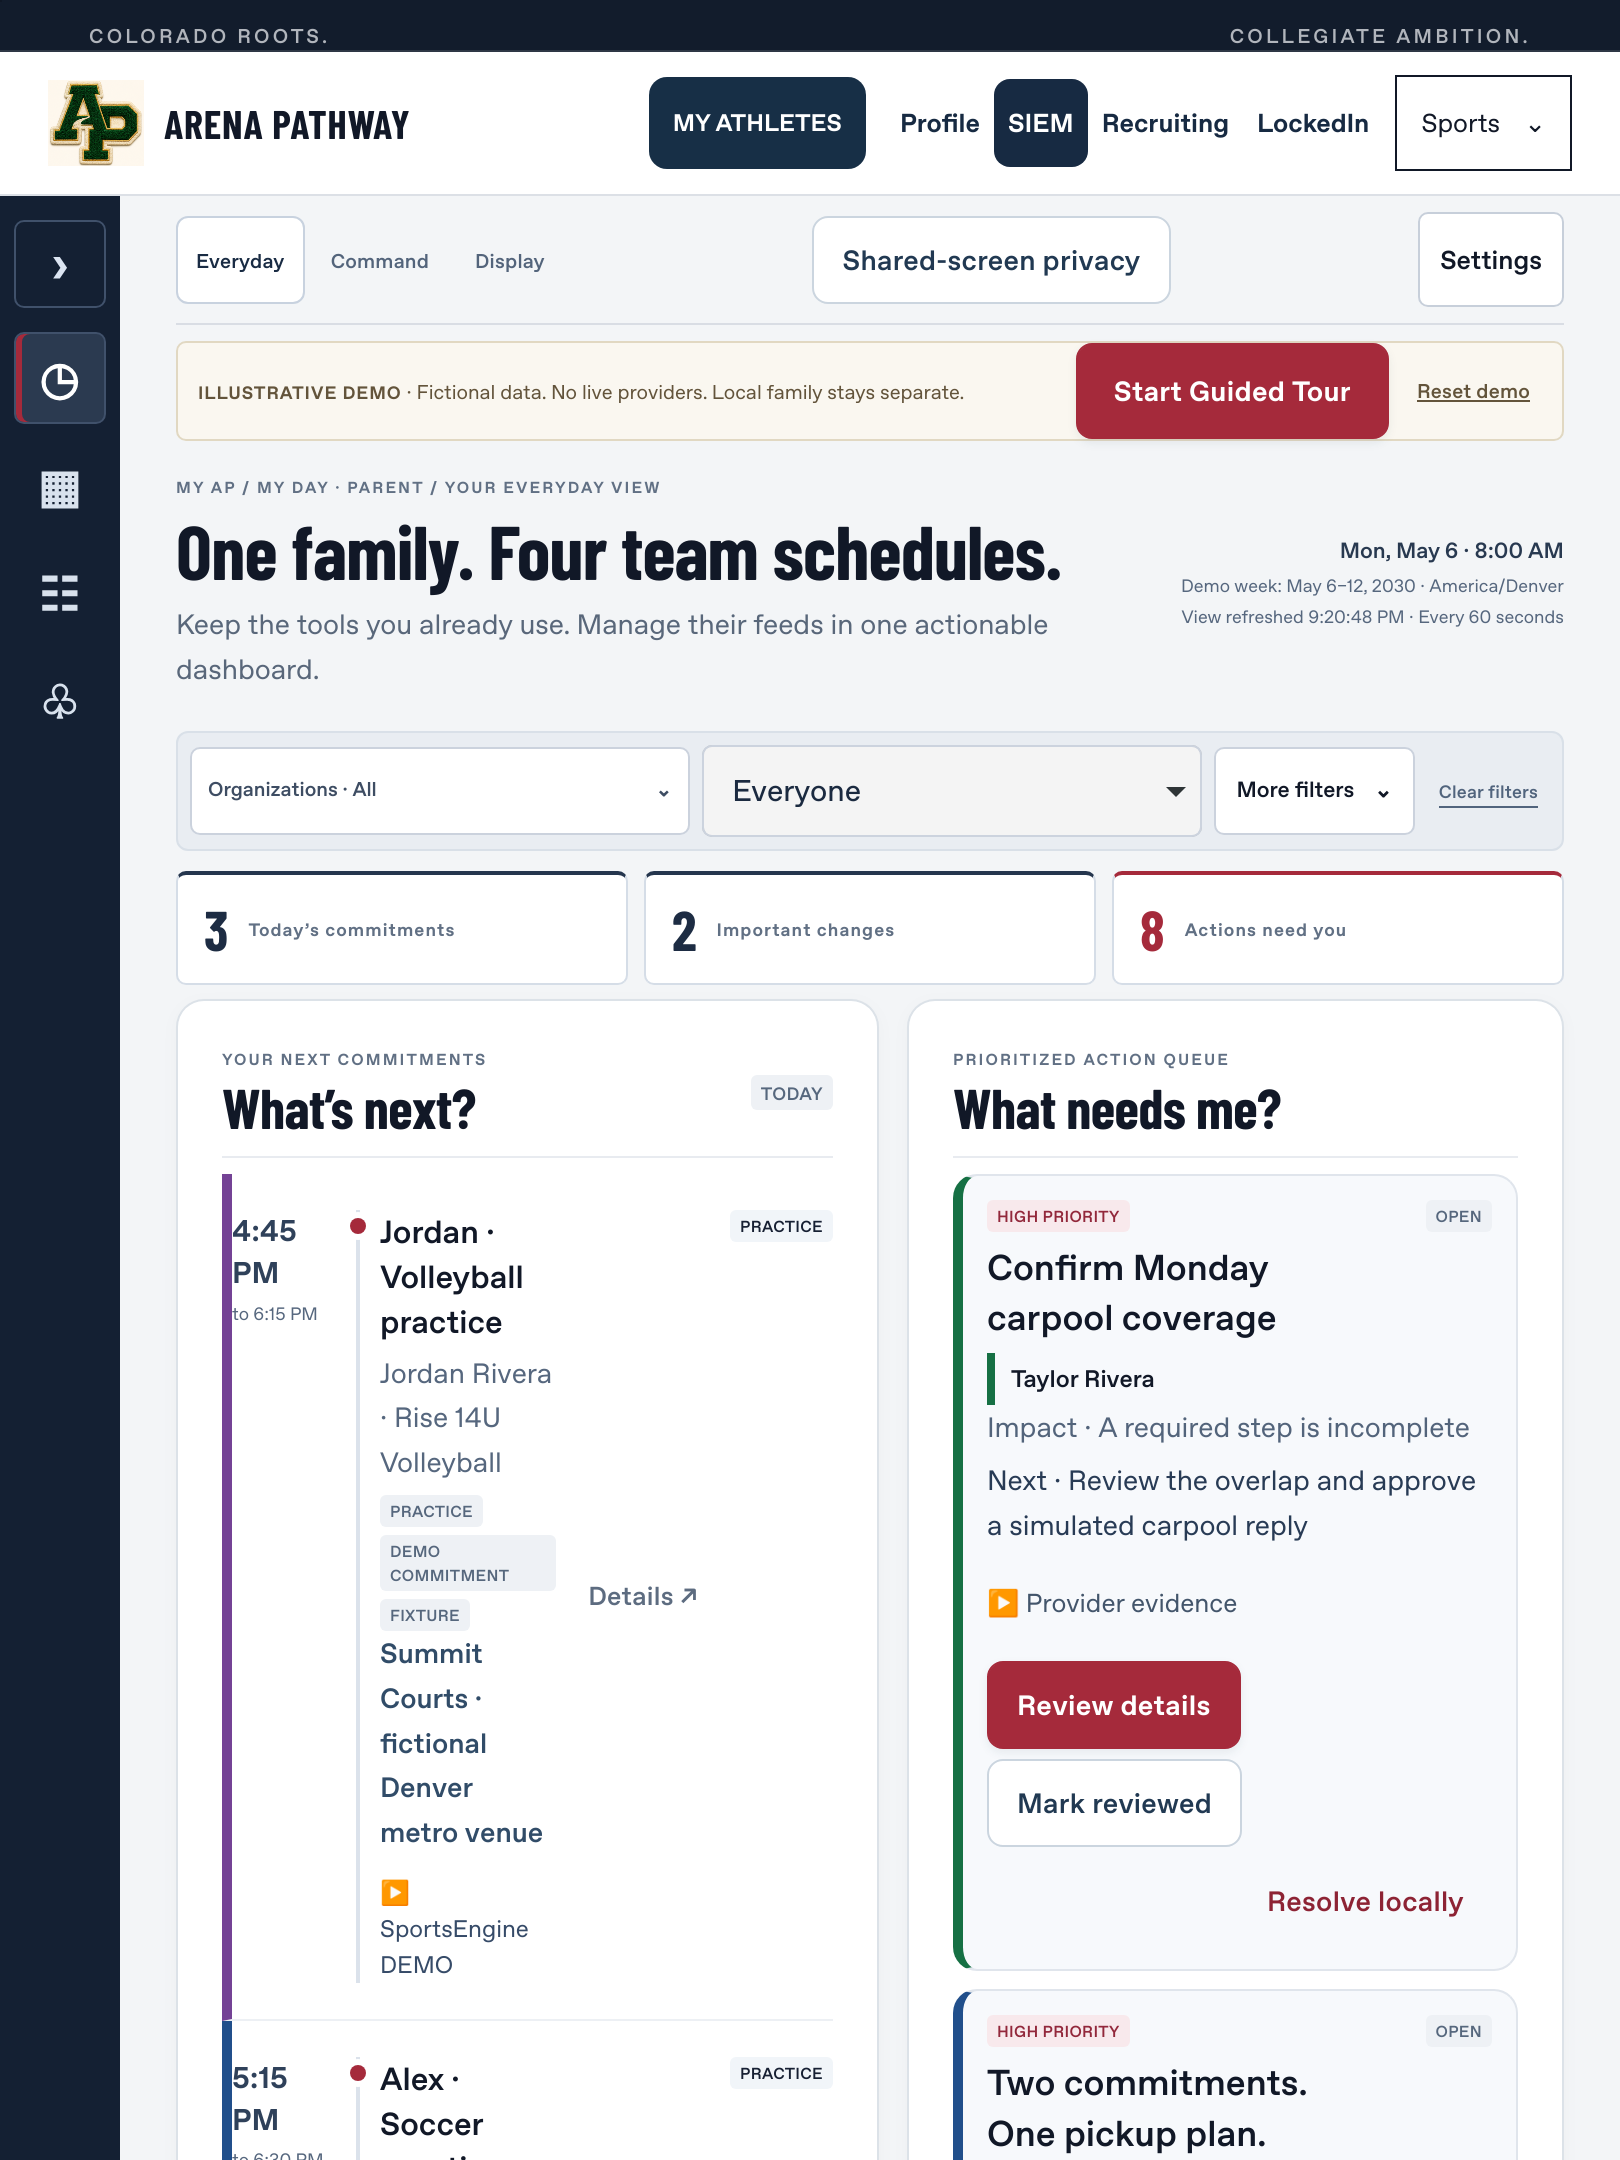 COLORADO ROOTS.
COLLEGIATE AMBITION.
AP
ARENA PATHWAY
MY ATHLETES
Profile
SIEM
Recruiting
LockedIn
Sports
Everyday
Command
Display
Shared-screen privacy
Settings
ILLUSTRATIVE DEMO · Fictional data. No live providers. Local family stays separate.
Start Guided Tour
Reset demo
MY AP / MY DAY · PARENT / YOUR EVERYDAY VIEW
One family. Four team schedules.
Keep the tools you already use. Manage their feeds in one actionable
dashboard.
Mon, May 6 · 8:00 AM
Demo week: May 6–12, 2030 · America/Denver
View refreshed 9:20:48 PM · Every 60 seconds
Organizations · All
Everyone
More filters
Clear filters
3 Today’s commitments
2 Important changes
8 Actions need you
YOUR NEXT COMMITMENTS
What’s next?
TODAY
4:45
PM
to 6:15 PM
Jordan ·
Volleyball
practice
PRACTICE
Jordan Rivera
· Rise 14U
Volleyball
PRACTICE
DEMO
COMMITMENT
FIXTURE
Details ↗
Summit
Courts ·
fictional
Denver
metro venue
SportsEngine
DEMO
5:15
PM
to 6:30 PM
Alex ·
Soccer
PRACTICE
PRIORITIZED ACTION QUEUE
What needs me?
HIGH PRIORITY
OPEN
Confirm Monday
carpool coverage
Taylor Rivera
Impact · A required step is incomplete
Next · Review the overlap and approve
a simulated carpool reply
Provider evidence
Review details
Mark reviewed
Resolve locally
HIGH PRIORITY
OPEN
Two commitments.
One pickup plan.